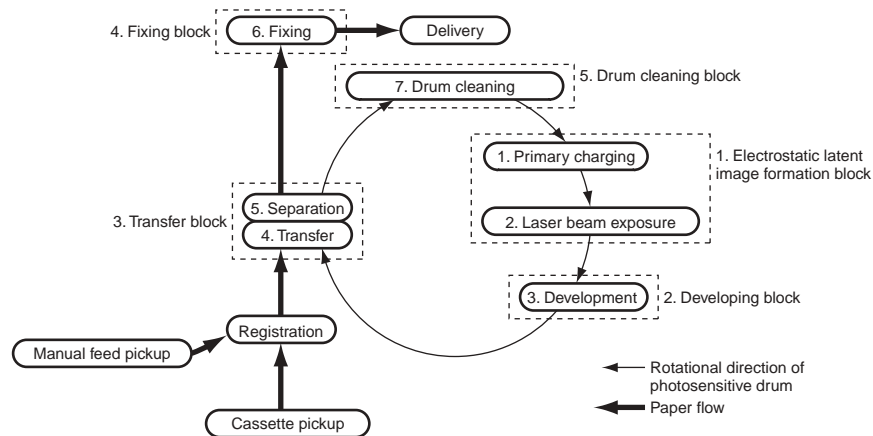 4. Fixing block
6. Fixing
Delivery
7. Drum cleaning
5. Drum cleaning block
1. Primary charging
1. Electrostatic latent
image formation block
2. Laser beam exposure
5. Separation
3. Transfer block
4. Transfer
3. Development
2. Developing block
Registration
Manual feed pickup
Cassette pickup
Rotational direction of
photosensitive drum
Paper flow